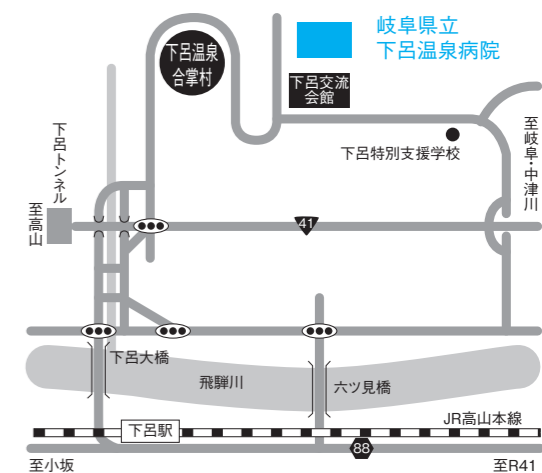 岐阜県立
下呂温泉病院
下呂温泉
合掌村
下呂交流
会館
下呂特別支援学校
至岐阜・中津川
下呂トンネル
至高山
41
下呂大橋
飛騨川
六ツ見橋
JR高山本線
下呂駅
88
至小坂
至R41